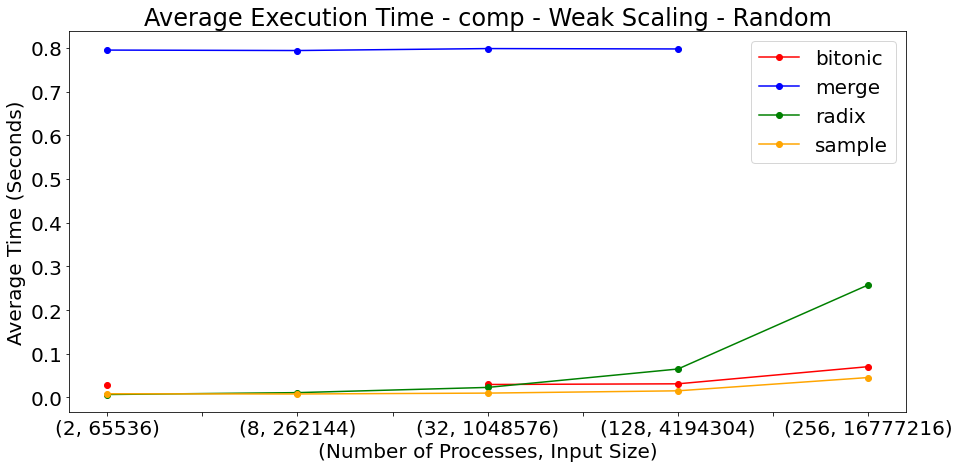 Average Execution Time - comp - Weak Scaling - Random
Average Time (Seconds)
0.8
0.7
0.6
0.5
0.4
0.3
0.2
0.1
0.0
bitonic
merge
radix
sample
(2, 65536) (8, 262144) (32, 1048576) (128, 4194304) (256, 16777216)
(Number of Processes, Input Size)